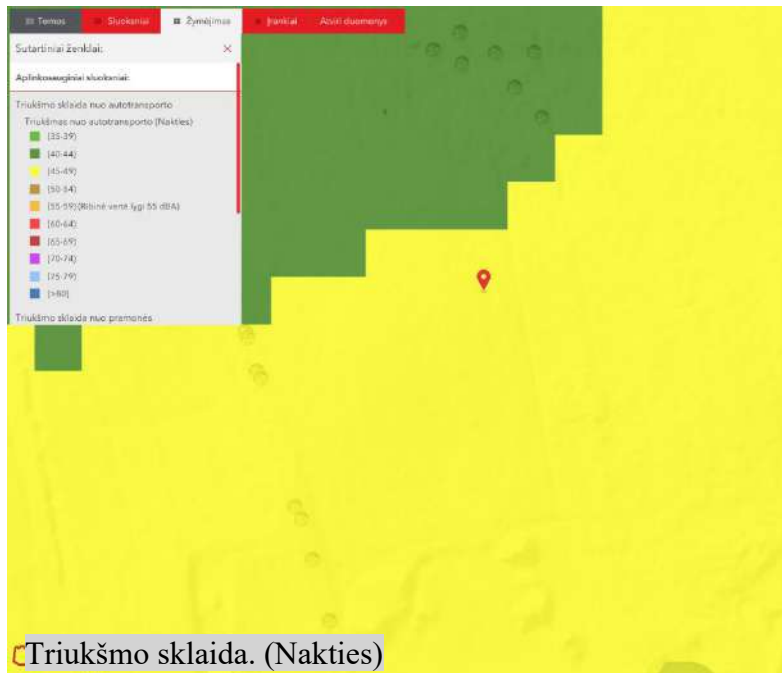 Temos Sluoksniai Žymėjimas Įrankiai Atviri duomenys
Sutartiniai ženklai:
Aplinkosauginiai sluoksniai:
Triukšmo sklaida nuo autotransporto
Triukšmas nuo autotransporto (Nakties)
(35-39)
(40-44)
(45-49)
(50-54)
(55-59)(Ribinė vertė lygi 55 dBA)
(60-64)
(65-69)
(70-74)
(75-79)
(>80)
Triukšmo sklaida nuo pramonės
Triukšmo sklaida. (Nakties)